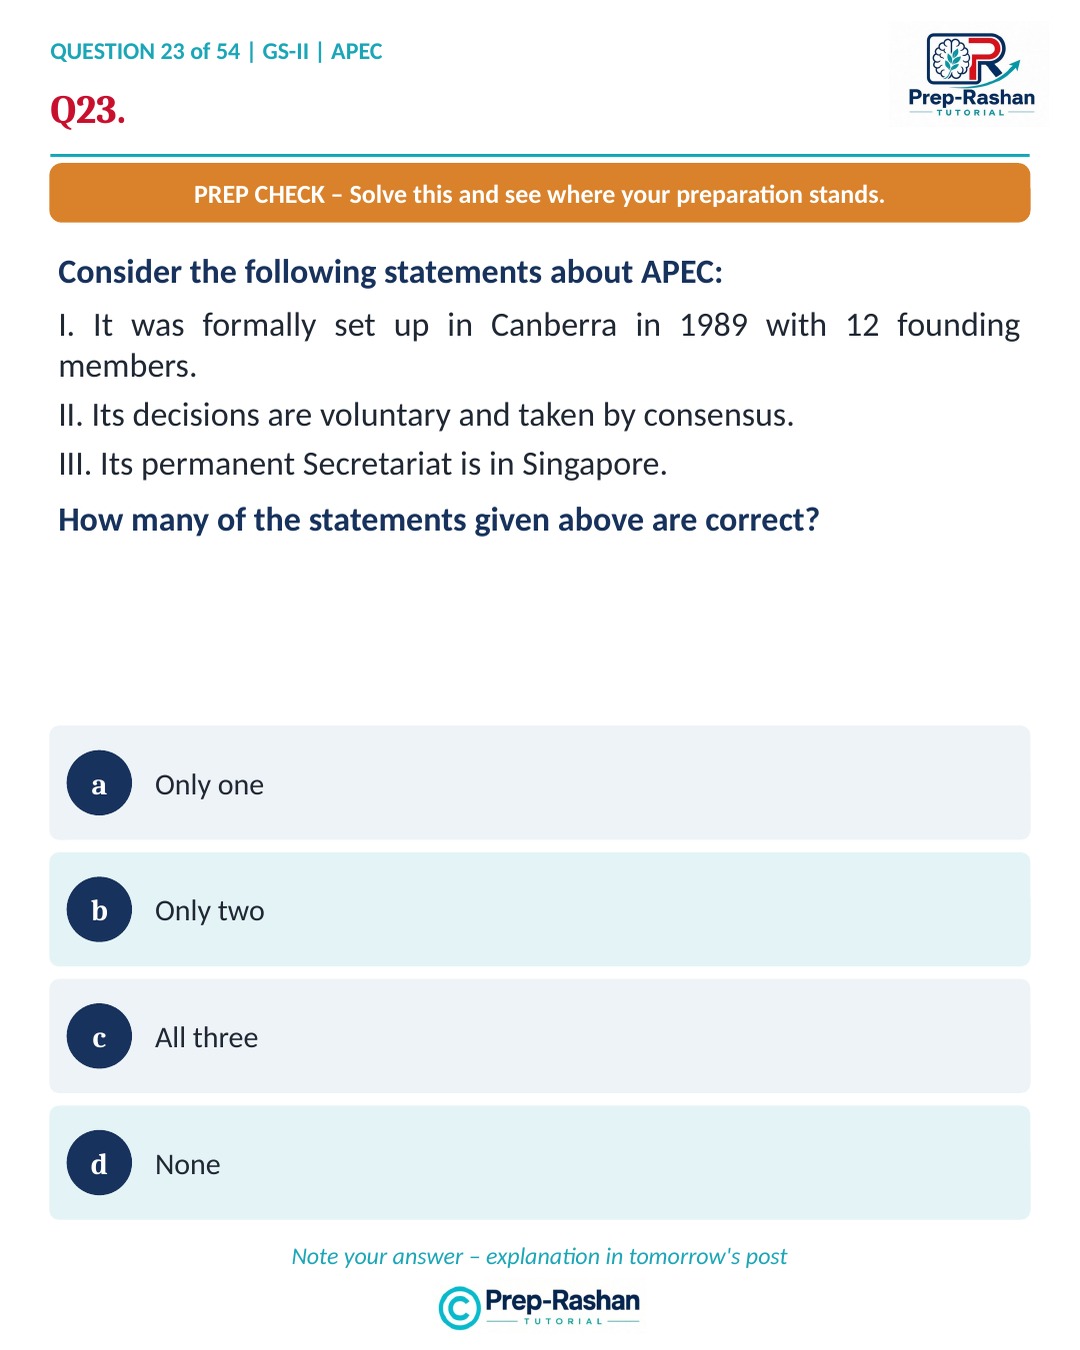 QUESTION 23 of 54 | GS-II | APEC
Prep-Rashan
TUTORIAL
Q23.
PREP CHECK – Solve this and see where your preparation stands.
Consider the following statements about APEC:
I. It was formally set up in Canberra in 1989 with 12 founding
members.
II. Its decisions are voluntary and taken by consensus.
III. Its permanent Secretariat is in Singapore.
How many of the statements given above are correct?
a Only one
b Only two
c All three
d None
Note your answer – explanation in tomorrow's post
© Prep-Rashan
TUTORIAL